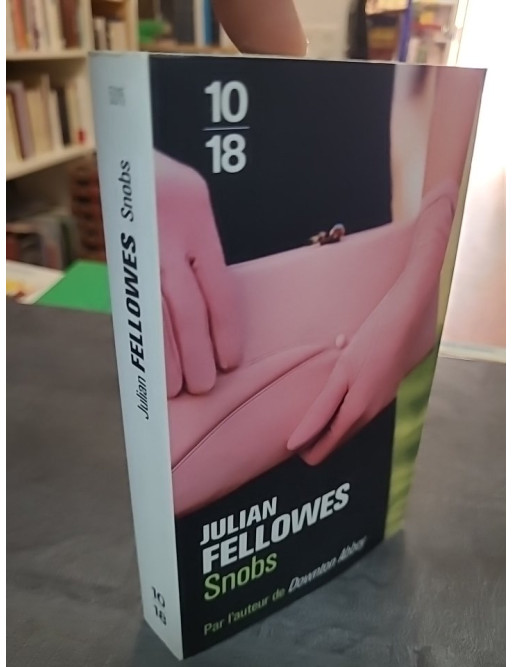 10
18
JULIAN
FELLOWES
Snobs
Par l'auteur de Downton Abbey
Julian FELLOWES Snobs
10
18